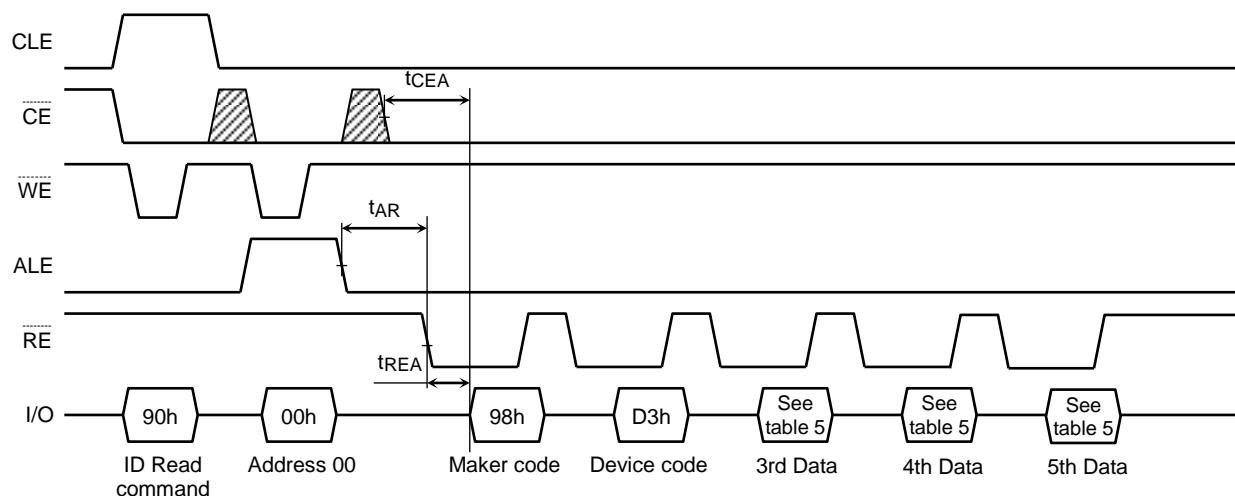 CLE
tCEA
CE
WE
tAR
ALE
RE
tREA
I/O
90h
00h
98h
D3h
See
table 5
See
table 5
See
table 5
ID Read
command
Address 00
Maker code
Device code
3rd Data
4th Data
5th Data